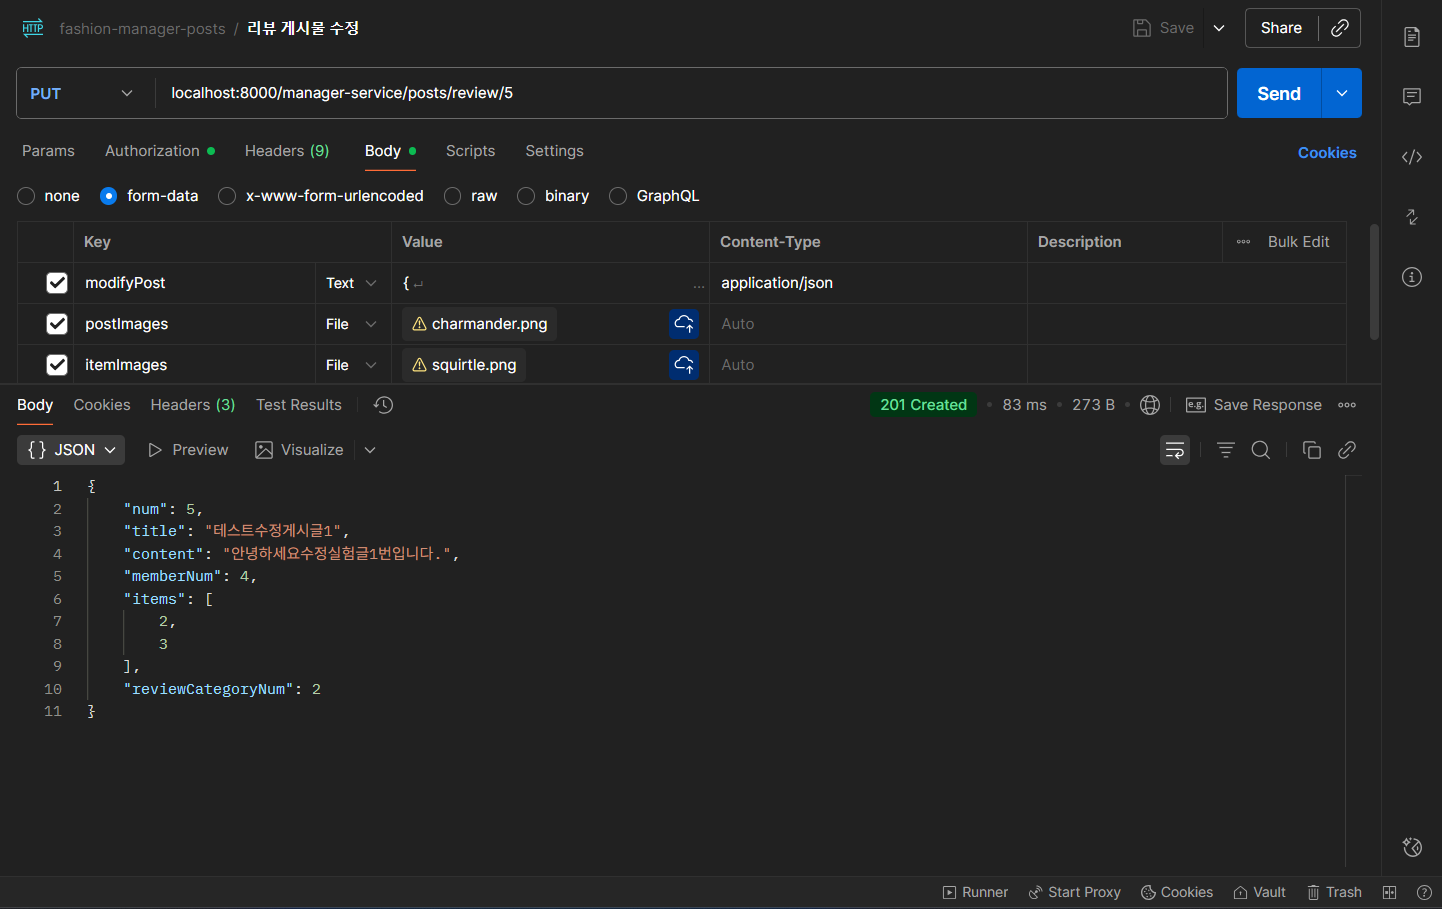 HTTP fashion-manager-posts / 리뷰 게시물 수정 Save Share
PUT localhost:8000/manager-service/posts/review/5 Send
Params Authorization Headers (9) Body Scripts Settings Cookies
none form-data x-www-form-urlencoded raw binary GraphQL
Key Value Content-Type Description ••• Bulk Edit
modifyPost Text { ↵ ... application/json
postImages File charmander.png Auto
itemImages File squirtle.png Auto
Body Cookies Headers (3) Test Results 201 Created • 83 ms • 273 B • e.g. Save Response •••
{} JSON Preview Visualize
1 {
2 "num": 5,
3 "title": "테스트수정게시글1",
4 "content": "안녕하세요수정실험글1번입니다.",
5 "memberNum": 4,
6 "items": [
7 2,
8 3
9 ],
10 "reviewCategoryNum": 2
11 }
Runner Start Proxy Cookies Vault Trash